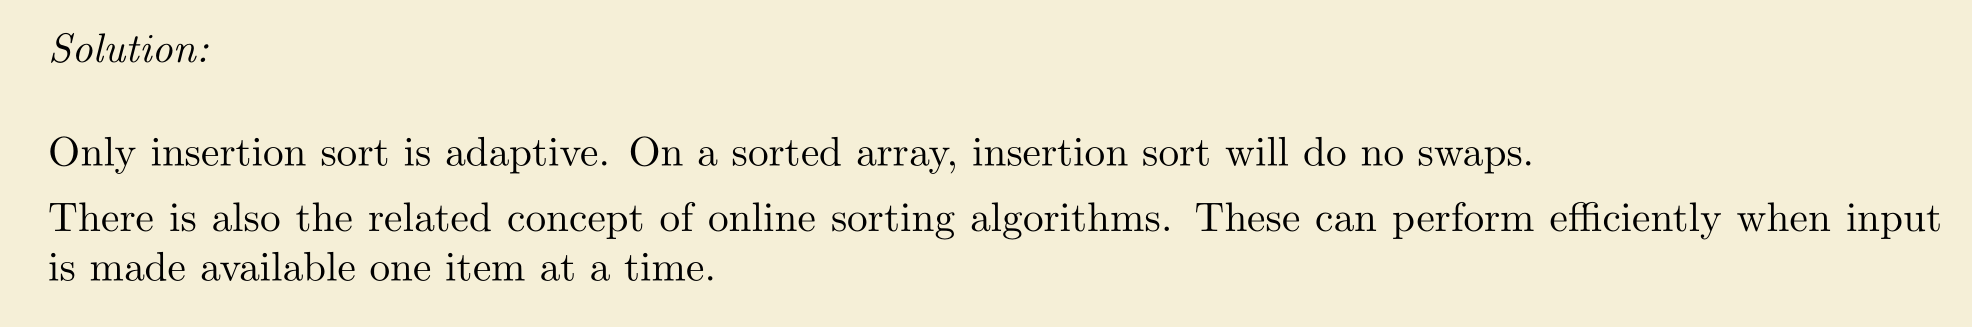 Solution:
Only insertion sort is adaptive. On a sorted array, insertion sort will do no swaps.
There is also the related concept of online sorting algorithms. These can perform efficiently when input
is made available one item at a time.